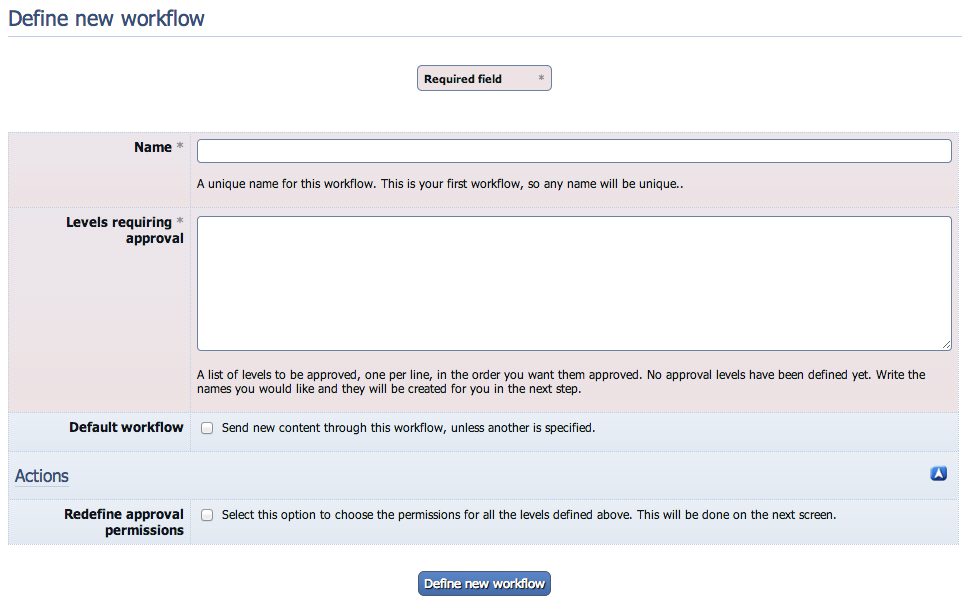 Define new workflow
Required field *
Name *
A unique name for this workflow. This is your first workflow, so any name will be unique..
Levels requiring *
approval
A list of levels to be approved, one per line, in the order you want them approved. No approval levels have been defined yet. Write the
names you would like and they will be created for you in the next step.
Default workflow
Send new content through this workflow, unless another is specified.
Actions
Redefine approval
permissions
Select this option to choose the permissions for all the levels defined above. This will be done on the next screen.
Define new workflow